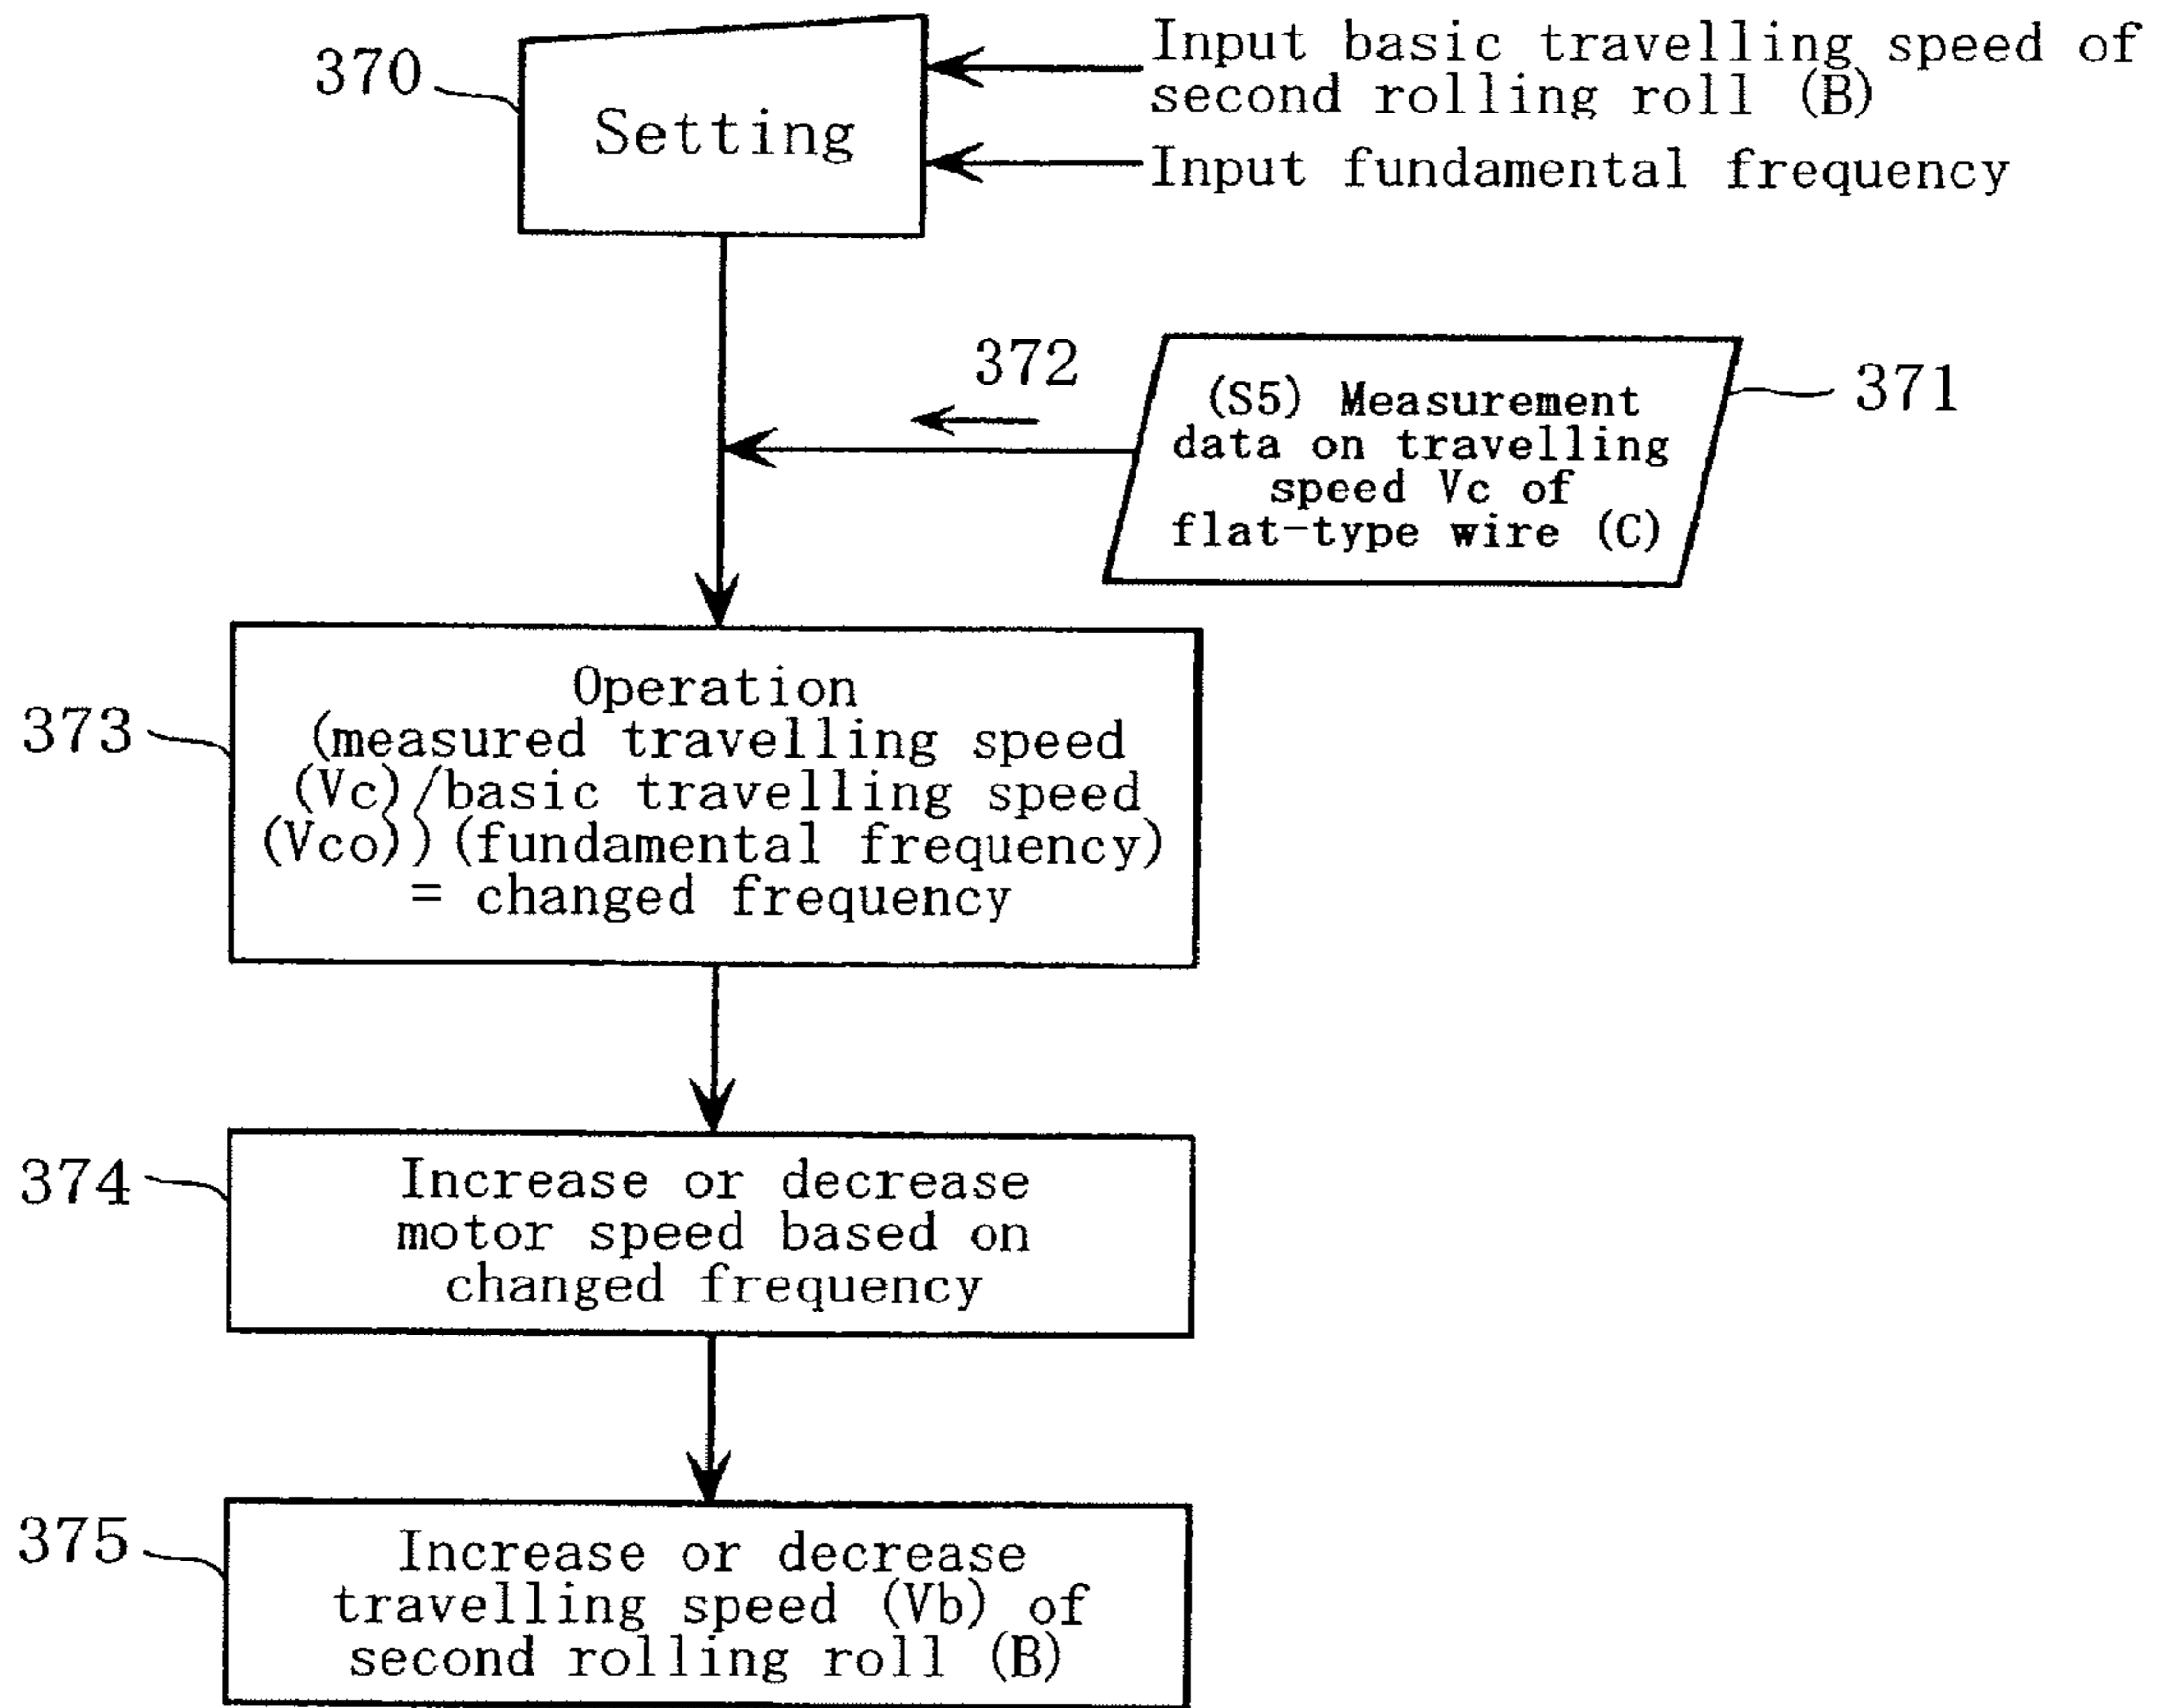 370
Setting
Input basic travelling speed of
second rolling roll (B)
Input fundamental frequency
372
(S5) Measurement
data on travelling
speed Vc of
flat-type wire (C)
371
373
Operation
(measured travelling speed
(Vc)/basic travelling speed
(Vco))(fundamental frequency)
= changed frequency
374
Increase or decrease
motor speed based on
changed frequency
375
Increase or decrease
travelling speed (Vb) of
second rolling roll (B)